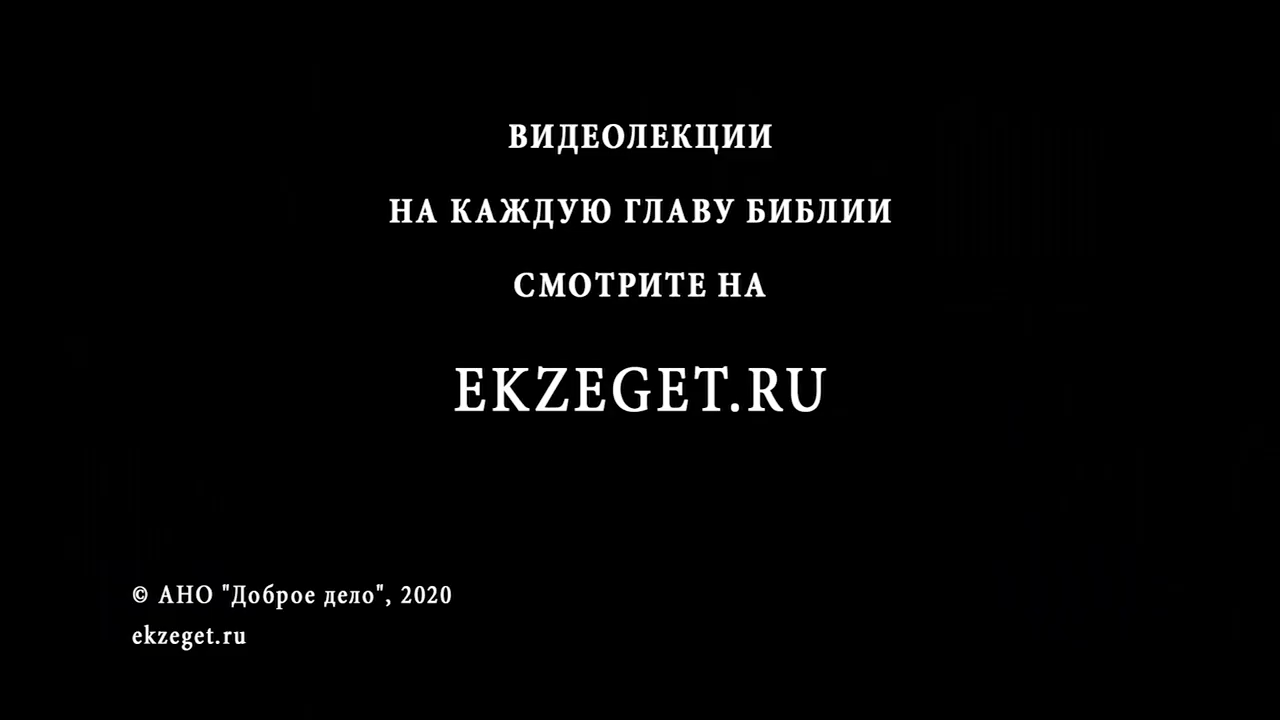 ВИДЕОЛЕКЦИИ
НА КАЖДУЮ ГЛАВУ БИБЛИИ
СМОТРИТЕ НА
EKZEGET.RU
© АНО "Доброе дело", 2020
ekzeget.ru